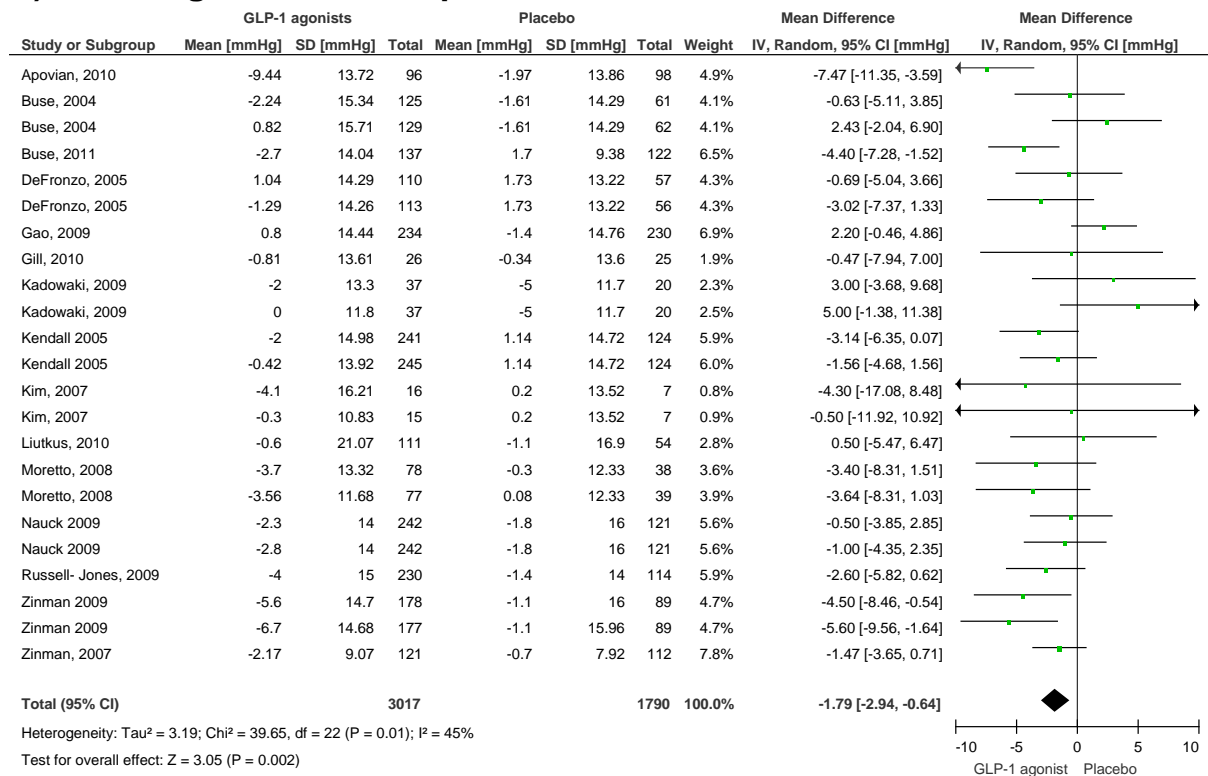 GLP-1 agonists Placebo Mean Difference Mean Difference
Study or Subgroup Mean [mmHg] SD [mmHg] Total Mean [mmHg] SD [mmHg] Total Weight IV, Random, 95% CI [mmHg] IV, Random, 95% CI [mmHg]
Apovian, 2010 -9.44 13.72 96 -1.97 13.86 98 4.9% -7.47 [-11.35, -3.59]
Buse, 2004 -2.24 15.34 125 -1.61 14.29 61 4.1% -0.63 [-5.11, 3.85]
Buse, 2004 0.82 15.71 129 -1.61 14.29 62 4.1% 2.43 [-2.04, 6.90]
Buse, 2011 -2.7 14.04 137 1.7 9.38 122 6.5% -4.40 [-7.28, -1.52]
DeFronzo, 2005 1.04 14.29 110 1.73 13.22 57 4.3% -0.69 [-5.04, 3.66]
DeFronzo, 2005 -1.29 14.26 113 1.73 13.22 56 4.3% -3.02 [-7.37, 1.33]
Gao, 2009 0.8 14.44 234 -1.4 14.76 230 6.9% 2.20 [-0.46, 4.86]
Gill, 2010 -0.81 13.61 26 -0.34 13.6 25 1.9% -0.47 [-7.94, 7.00]
Kadowaki, 2009 -2 13.3 37 -5 11.7 20 2.3% 3.00 [-3.68, 9.68]
Kadowaki, 2009 0 11.8 37 -5 11.7 20 2.5% 5.00 [-1.38, 11.38]
Kendall 2005 -2 14.98 241 1.14 14.72 124 5.9% -3.14 [-6.35, 0.07]
Kendall 2005 -0.42 13.92 245 1.14 14.72 124 6.0% -1.56 [-4.68, 1.56]
Kim, 2007 -4.1 16.21 16 0.2 13.52 7 0.8% -4.30 [-17.08, 8.48]
Kim, 2007 -0.3 10.83 15 0.2 13.52 7 0.9% -0.50 [-11.92, 10.92]
Liutkus, 2010 -0.6 21.07 111 -1.1 16.9 54 2.8% 0.50 [-5.47, 6.47]
Moretto, 2008 -3.7 13.32 78 -0.3 12.33 38 3.6% -3.40 [-8.31, 1.51]
Moretto, 2008 -3.56 11.68 77 0.08 12.33 39 3.9% -3.64 [-8.31, 1.03]
Nauck 2009 -2.3 14 242 -1.8 16 121 5.6% -0.50 [-3.85, 2.85]
Nauck 2009 -2.8 14 242 -1.8 16 121 5.6% -1.00 [-4.35, 2.35]
Russell- Jones, 2009 -4 15 230 -1.4 14 114 5.9% -2.60 [-5.82, 0.62]
Zinman 2009 -5.6 14.7 178 -1.1 16 89 4.7% -4.50 [-8.46, -0.54]
Zinman 2009 -6.7 14.68 177 -1.1 15.96 89 4.7% -5.60 [-9.56, -1.64]
Zinman, 2007 -2.17 9.07 121 -0.7 7.92 112 7.8% -1.47 [-3.65, 0.71]
Total (95% CI) 3017 1790 100.0% -1.79 [-2.94, -0.64]
Heterogeneity: Tau² = 3.19; Chi² = 39.65, df = 22 (P = 0.01); I² = 45%
Test for overall effect: Z = 3.05 (P = 0.002)
-10 -5 0 5 10
GLP-1 agonist Placebo